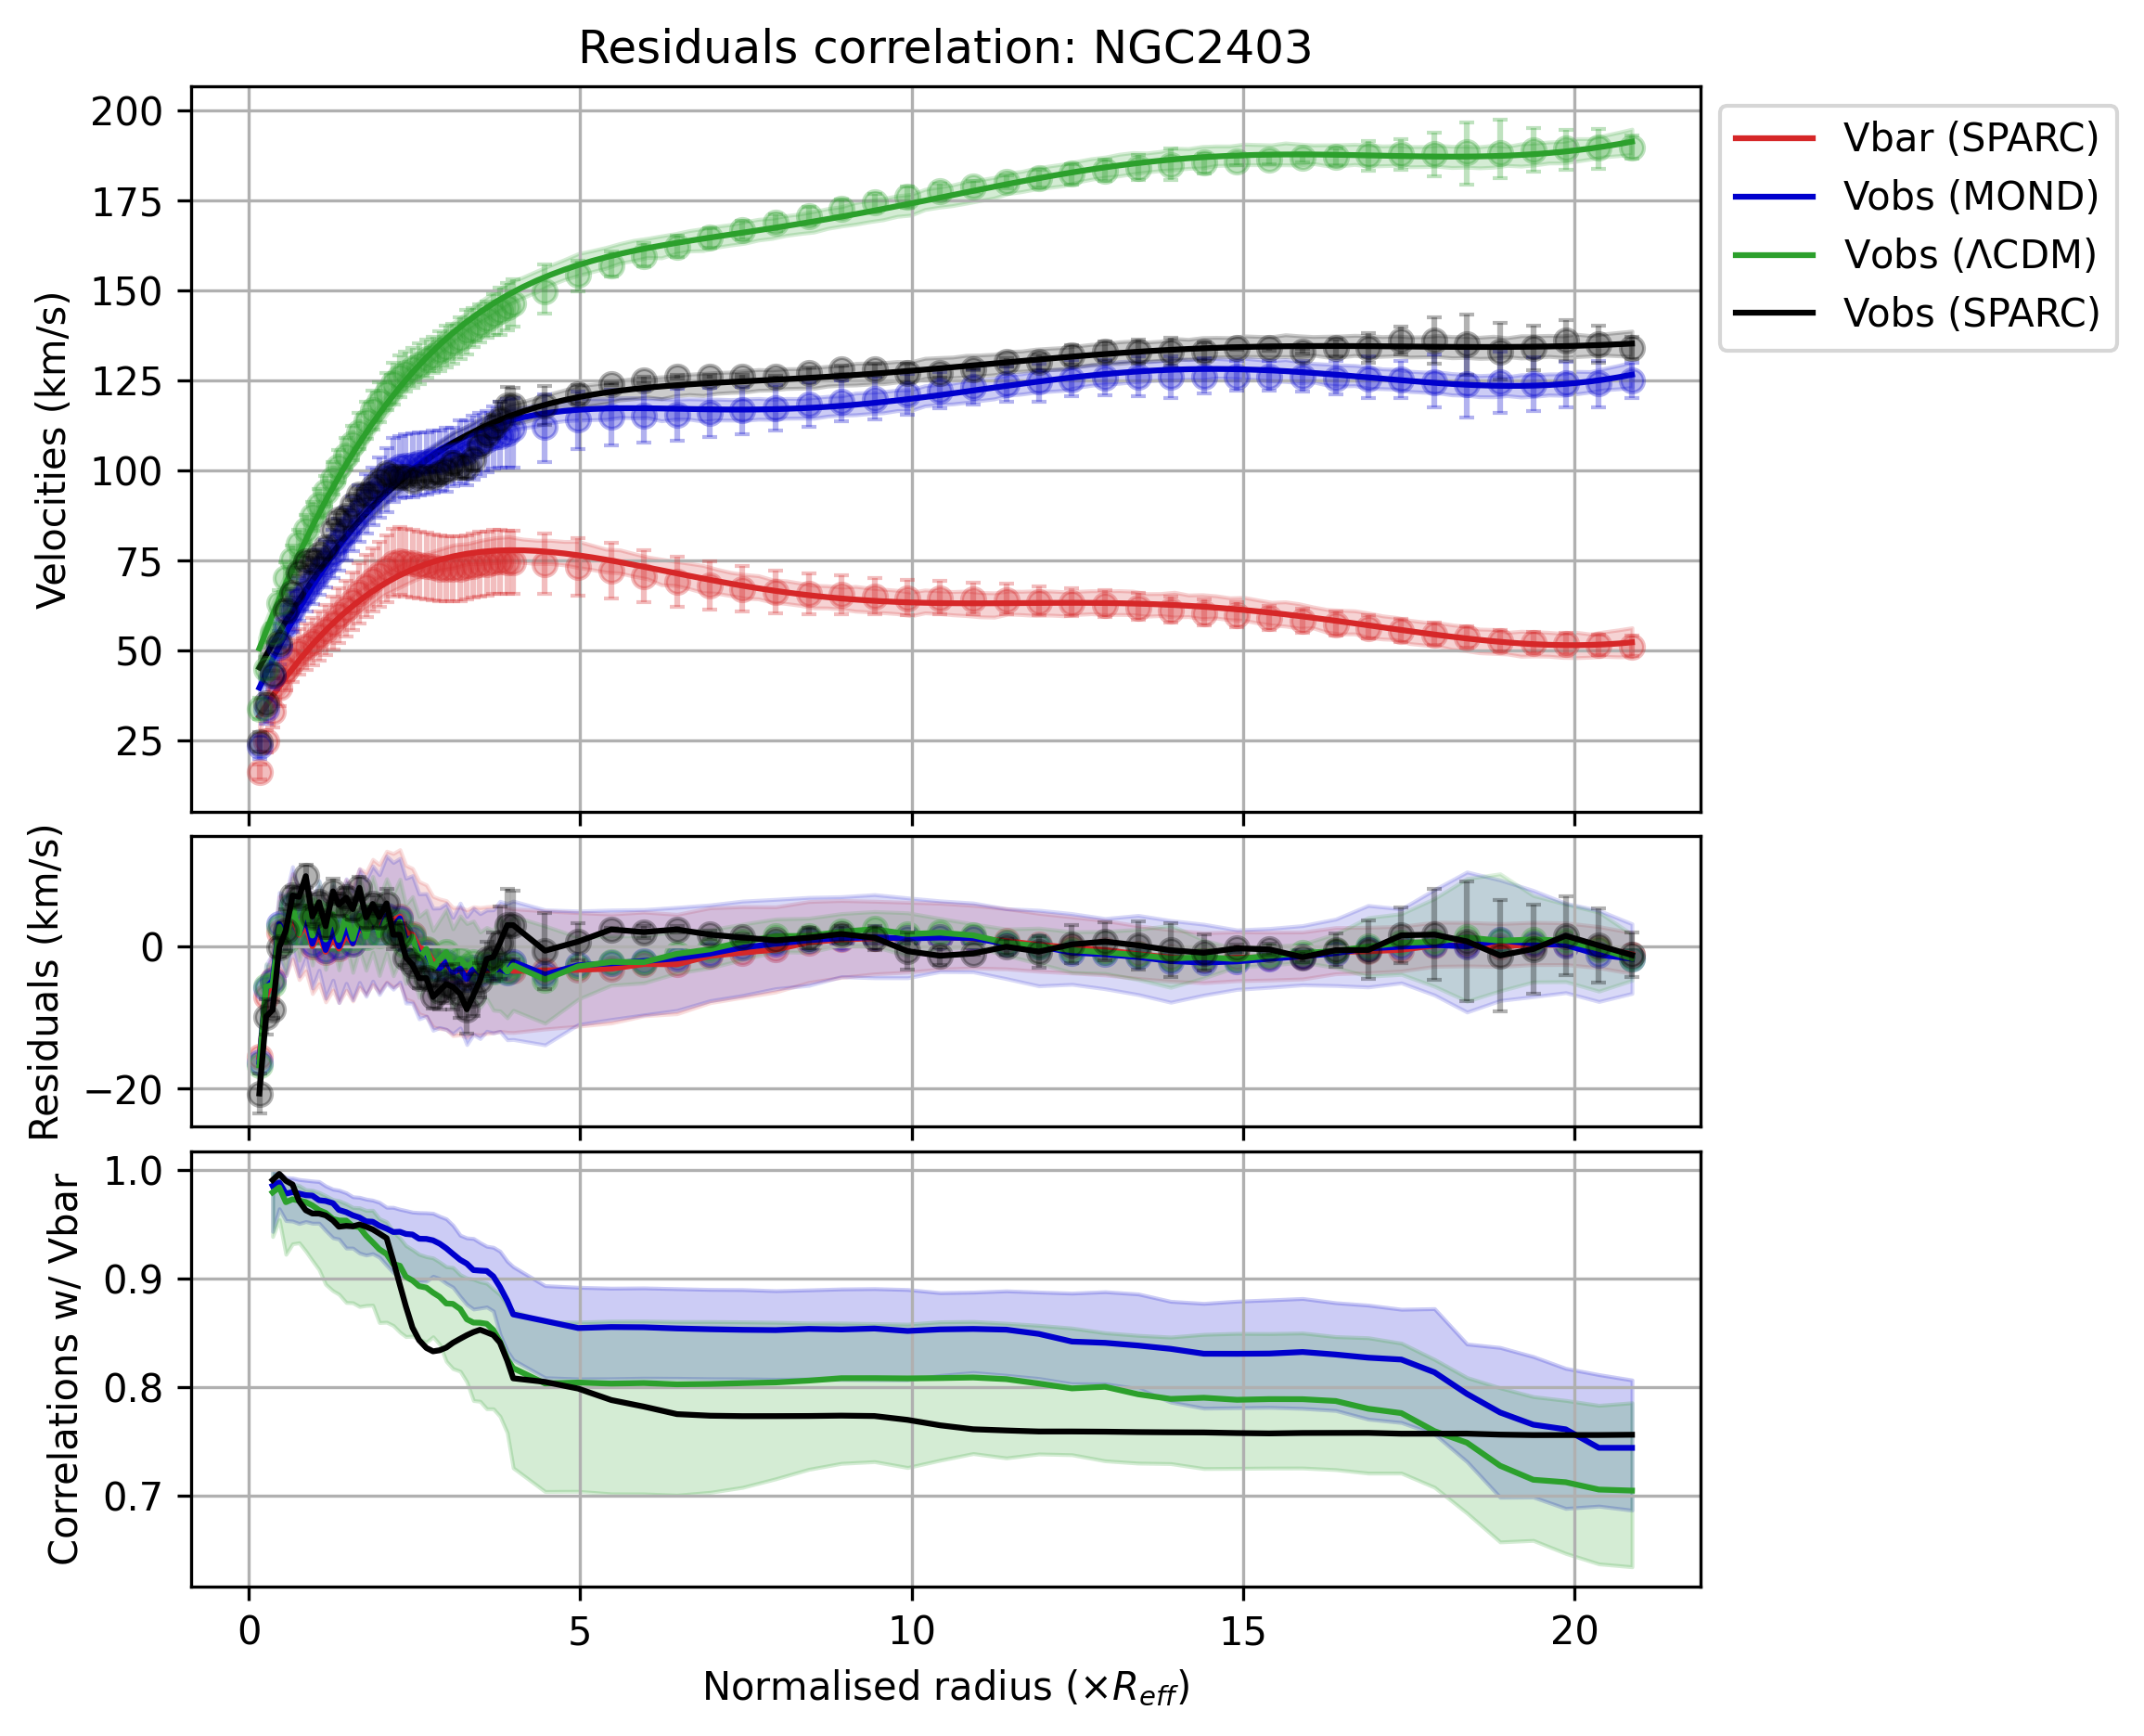 Residuals correlation: NGC2403
Velocities (km/s)
200
175
150
125
100
75
50
25
Vbar (SPARC)
Vobs (MOND)
Vobs (ΛCDM)
Vobs (SPARC)
Residuals (km/s)
0
−20
Correlations w/ Vbar
1.0
0.9
0.8
0.7
0 5 10 15 20
Normalised radius (×R_eff)